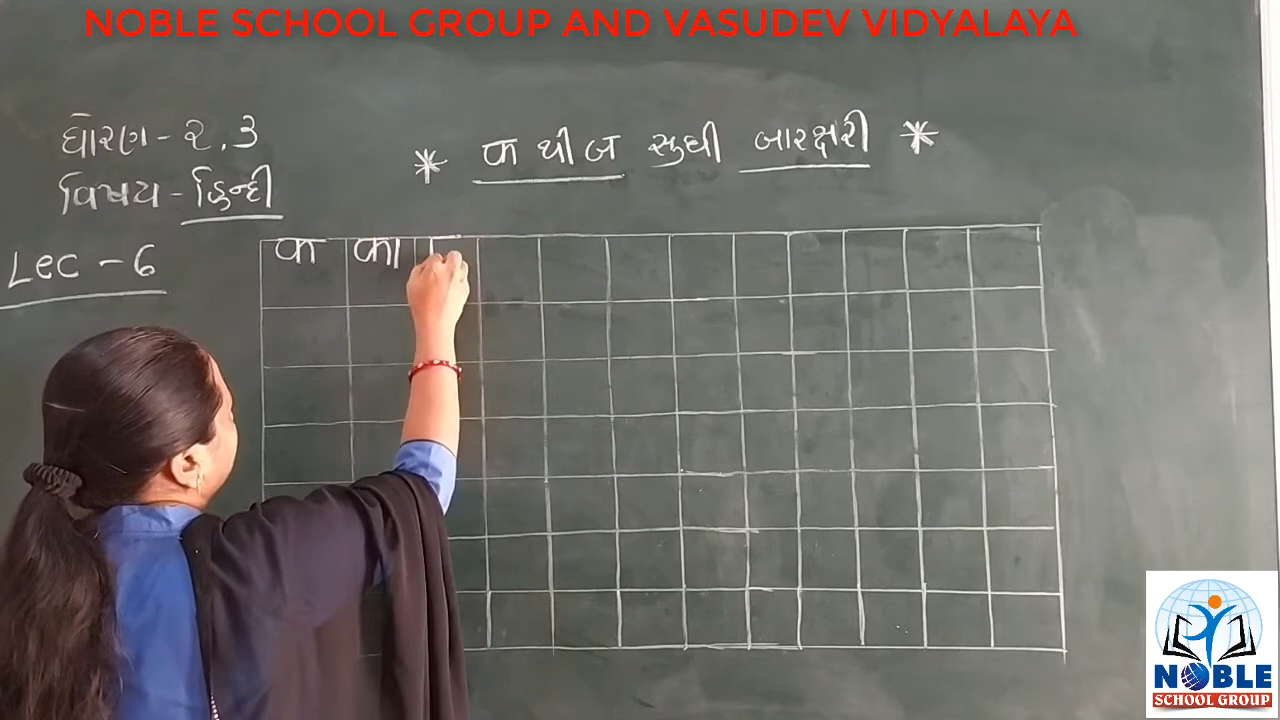 NOBLE SCHOOL GROUP AND VASUDEV VIDYALAYA
ધોરણ - ૨, ૩
વિષય - હિન્દી
Lec - 6
* क थी ज સુધી બારક્ષરી *
क का
NOBLE
SCHOOL GROUP